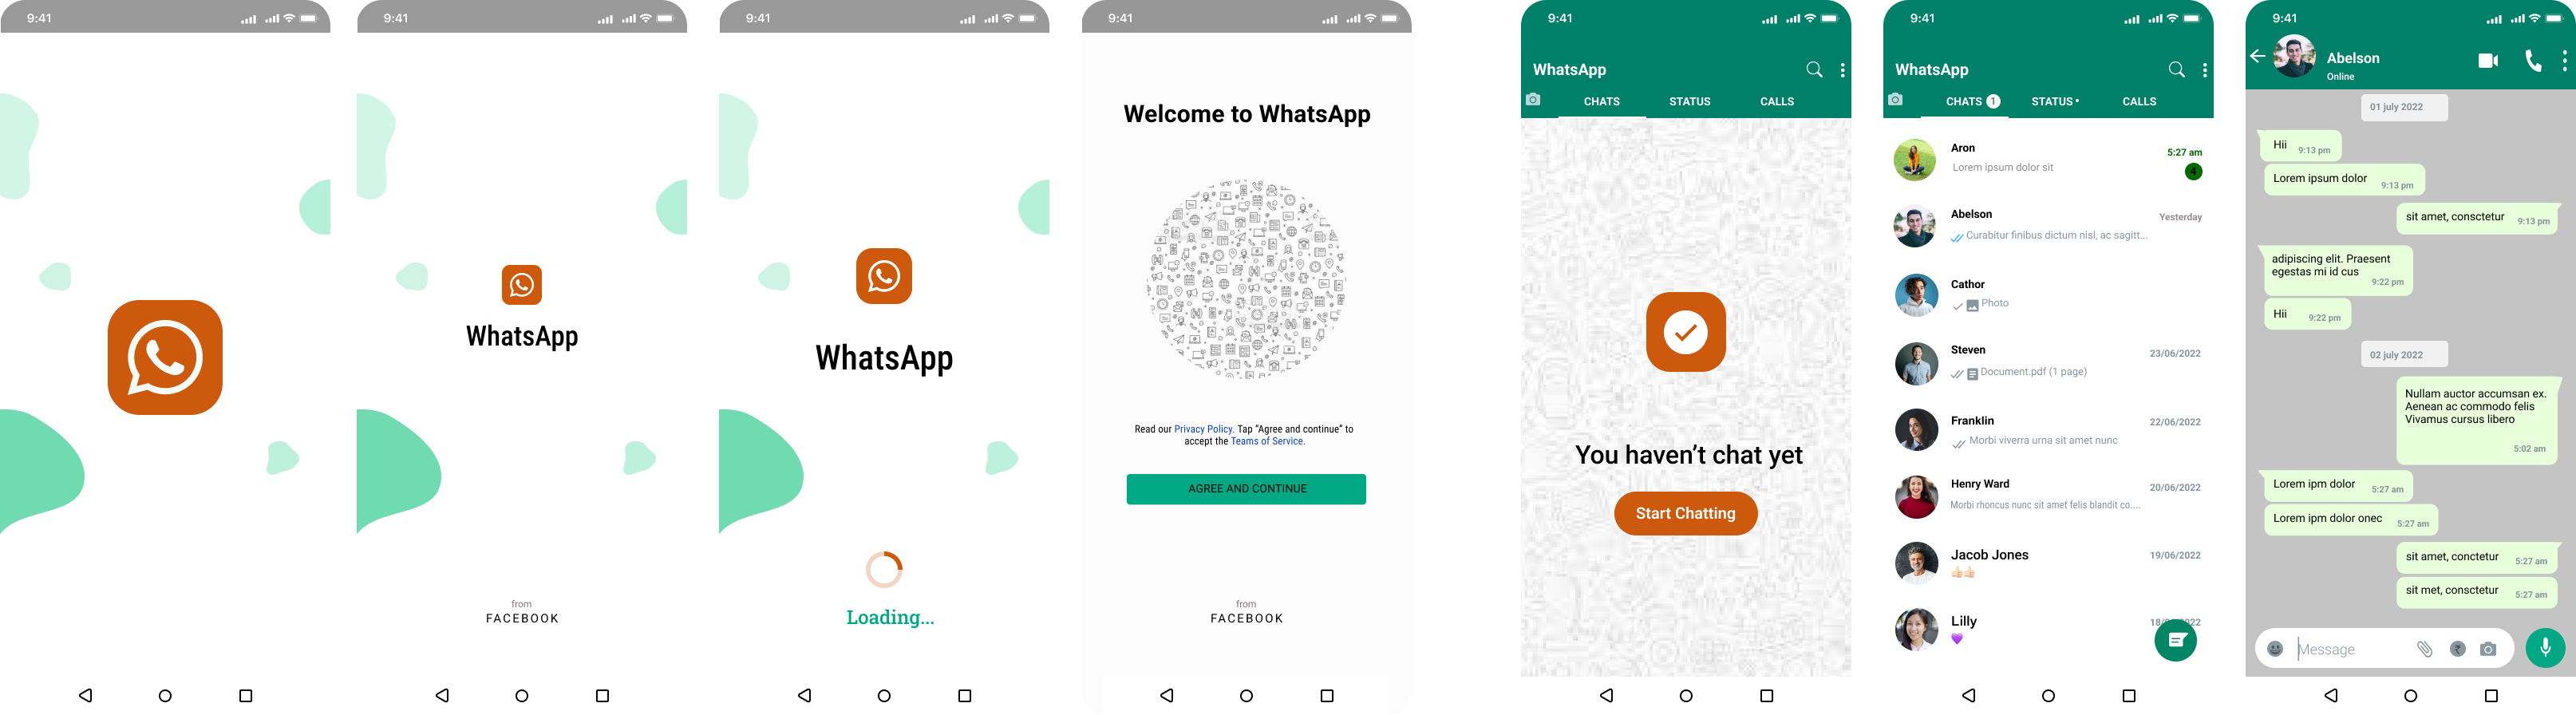 9:41
9:41
WhatsApp
from
FACEBOOK
9:41
WhatsApp
Loading...
9:41
Welcome to WhatsApp
Read our Privacy Policy. Tap “Agree and continue” to
accept the Teams of Service.
AGREE AND CONTINUE
from
FACEBOOK
9:41
WhatsApp
CHATS STATUS CALLS
You haven’t chat yet
Start Chatting
9:41
WhatsApp
CHATS 1 STATUS CALLS
Aron 5:27 am
Lorem ipsum dolor sit 4
Abelson Yesterday
Curabitur finibus dictum nisl, ac sagitt...
Cathor
Photo
Steven 23/06/2022
Document.pdf (1 page)
Franklin 22/06/2022
Morbi viverra urna sit amet nunc
Henry Ward 20/06/2022
Morbi rhoncus nunc sit amet felis blandit co....
Jacob Jones 19/06/2022
Lilly
9:41
Abelson
Online
01 july 2022
Hii 9:13 pm
Lorem ipsum dolor 9:13 pm
sit amet, consctetur 9:13 pm
adipiscing elit. Praesent
egestas mi id cus
9:22 pm
Hii 9:22 pm
02 july 2022
Nullam auctor accumsan ex.
Aenean ac commodo felis
Vivamus cursus libero
5:02 am
Lorem ipm dolor 5:27 am
Lorem ipm dolor onec 5:27 am
sit amet, conctetur 5:27 am
sit met, consctetur 5:27 am
Message